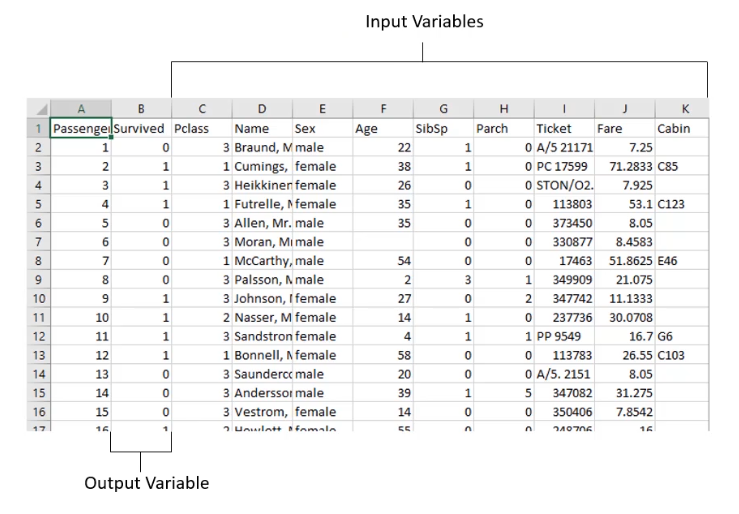 Input Variables
A B C D E F G H I J K
1 Passenger Survived Pclass Name Sex Age SibSp Parch Ticket Fare Cabin
2 1 0 3 Braund, M male 22 1 0 A/5 21171 7.25
3 2 1 1 Cumings, female 38 1 0 PC 17599 71.2833 C85
4 3 1 3 Heikkinen female 26 0 0 STON/O2. 7.925
5 4 1 1 Futrelle, M female 35 1 0 113803 53.1 C123
6 5 0 3 Allen, Mr. male 35 0 0 373450 8.05
7 6 0 3 Moran, Mr male 0 0 330877 8.4583
8 7 0 1 McCarthy, male 54 0 0 17463 51.8625 E46
9 8 0 3 Palsson, M male 2 3 1 349909 21.075
10 9 1 3 Johnson, female 27 0 2 347742 11.1333
11 10 1 2 Nasser, M female 14 1 0 237736 30.0708
12 11 1 3 Sandstrom female 4 1 1 PP 9549 16.7 G6
13 12 1 1 Bonnell, M female 58 0 0 113783 26.55 C103
14 13 0 3 Saundercc male 20 0 0 A/5. 2151 8.05
15 14 0 3 Andersson male 39 1 5 347082 31.275
16 15 0 3 Vestrom, female 14 0 0 350406 7.8542
17 16 1 2 Hewlett, female 55 0 0 248706 16
Output Variable